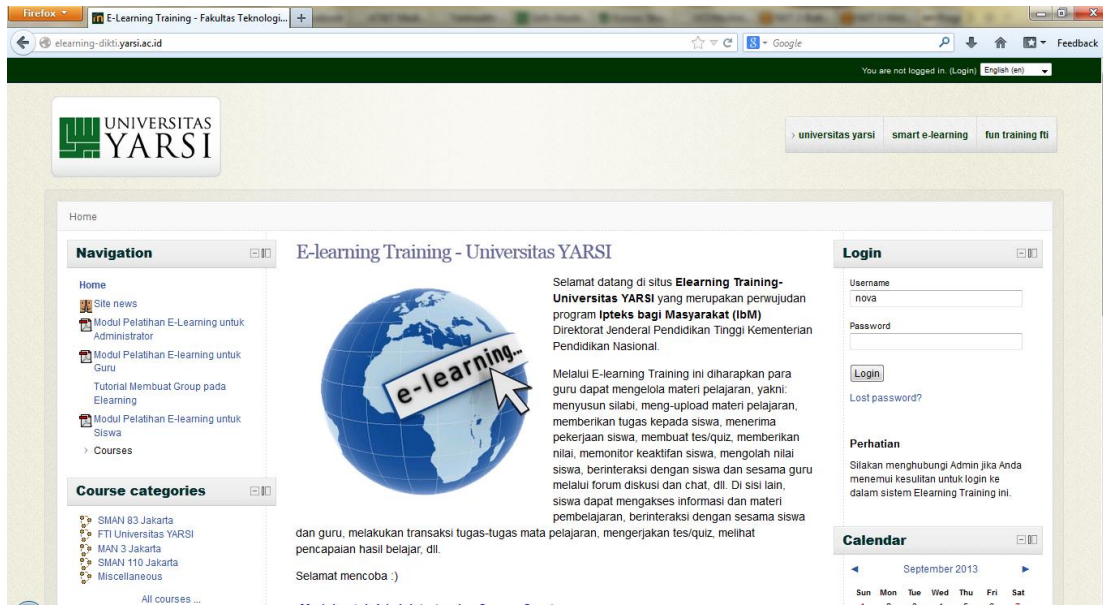 Firefox
E-Learning Training - Fakultas Teknologi...
elearning-dikti.yarsi.ac.id
Google
Feedback
You are not logged in. (Login)
English (en)
UNIVERSITAS
YARSI
universitas yarsi
smart e-learning
fun training fti
Home
Navigation
Home
Site news
Modul Pelatihan E-Learning untuk
Administrator
Modul Pelatihan E-learning untuk
Guru
Tutorial Membuat Group pada
Elearning
Modul Pelatihan E-learning untuk
Siswa
Courses
Course categories
SMAN 83 Jakarta
FTI Universitas YARSI
MAN 3 Jakarta
SMAN 110 Jakarta
Miscellaneous
All courses ...
E-learning Training - Universitas YARSI
e-learning...
Selamat datang di situs Elearning Training-
Universitas YARSI yang merupakan perwujudan
program Ipteks bagi Masyarakat (IbM)
Direktorat Jenderal Pendidikan Tinggi Kementerian
Pendidikan Nasional.
Melalui E-learning Training ini diharapkan para
guru dapat mengelola materi pelajaran, yakni:
menyusun silabi, meng-upload materi pelajaran,
memberikan tugas kepada siswa, menerima
pekerjaan siswa, membuat tes/quiz, memberikan
nilai, memonitor keaktifan siswa, mengolah nilai
siswa, berinteraksi dengan siswa dan sesama guru
melalui forum diskusi dan chat, dll. Di sisi lain,
siswa dapat mengakses informasi dan materi
pembelajaran, berinteraksi dengan sesama siswa
dan guru, melakukan transaksi tugas-tugas mata pelajaran, mengerjakan tes/quiz, melihat
pencapaian hasil belajar, dll.
Selamat mencoba :)
Login
Username
nova
Password
Login
Lost password?
Perhatian
Silakan menghubungi Admin jika Anda
menemui kesulitan untuk login ke
dalam sistem Elearning Training ini.
Calendar
September 2013
Sun Mon Tue Wed Thu Fri Sat